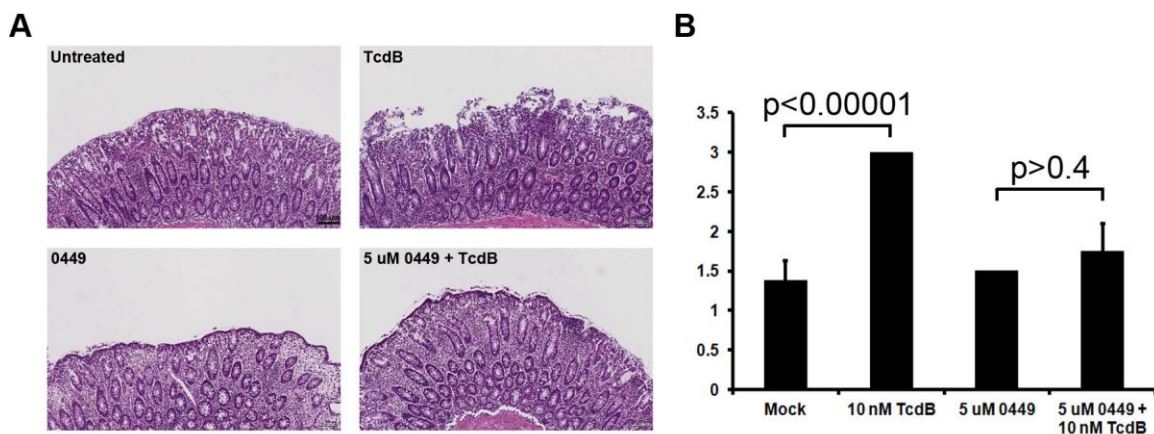 A
B
Untreated
TcdB
0449
5 uM 0449 + TcdB
p<0.00001
p>0.4
3.5
3
2.5
2
1.5
1
0.5
0
Mock
10 nM TcdB
5 uM 0449
5 uM 0449 +
10 nM TcdB